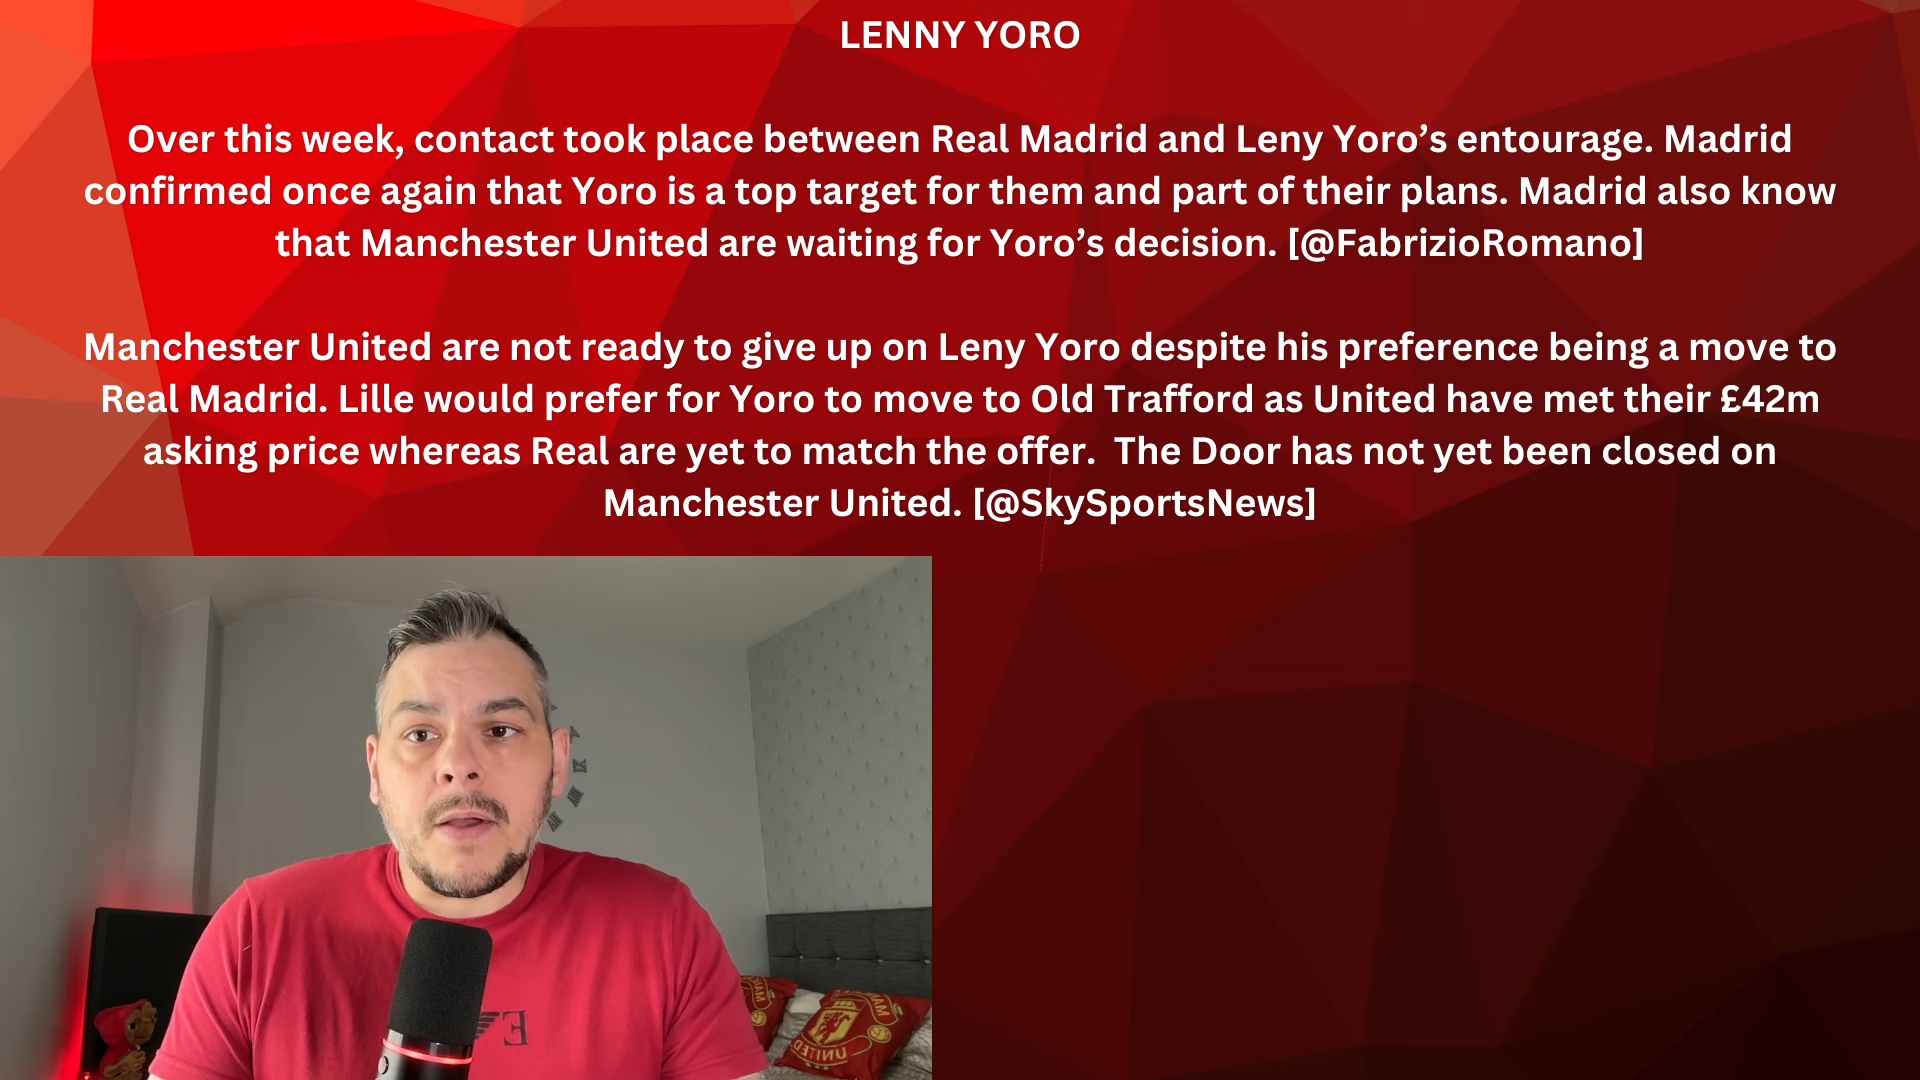 LENNY YORO
Over this week, contact took place between Real Madrid and Leny Yoro’s entourage. Madrid
confirmed once again that Yoro is a top target for them and part of their plans. Madrid also know
that Manchester United are waiting for Yoro’s decision. [@FabrizioRomano]
Manchester United are not ready to give up on Leny Yoro despite his preference being a move to
Real Madrid. Lille would prefer for Yoro to move to Old Trafford as United have met their £42m
asking price whereas Real are yet to match the offer.  The Door has not yet been closed on
Manchester United. [@SkySportsNews]
UNITED